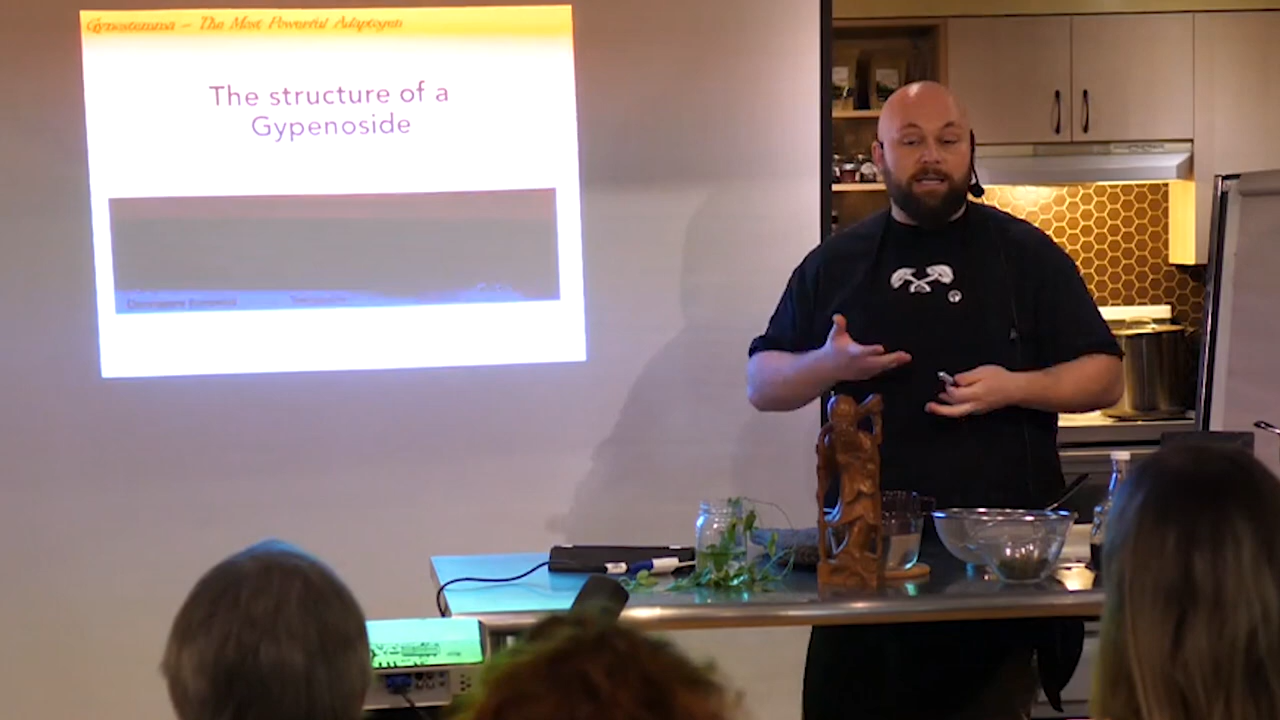 Gynostemma – The Most Powerful Adaptogen
The structure of a
Gypenoside